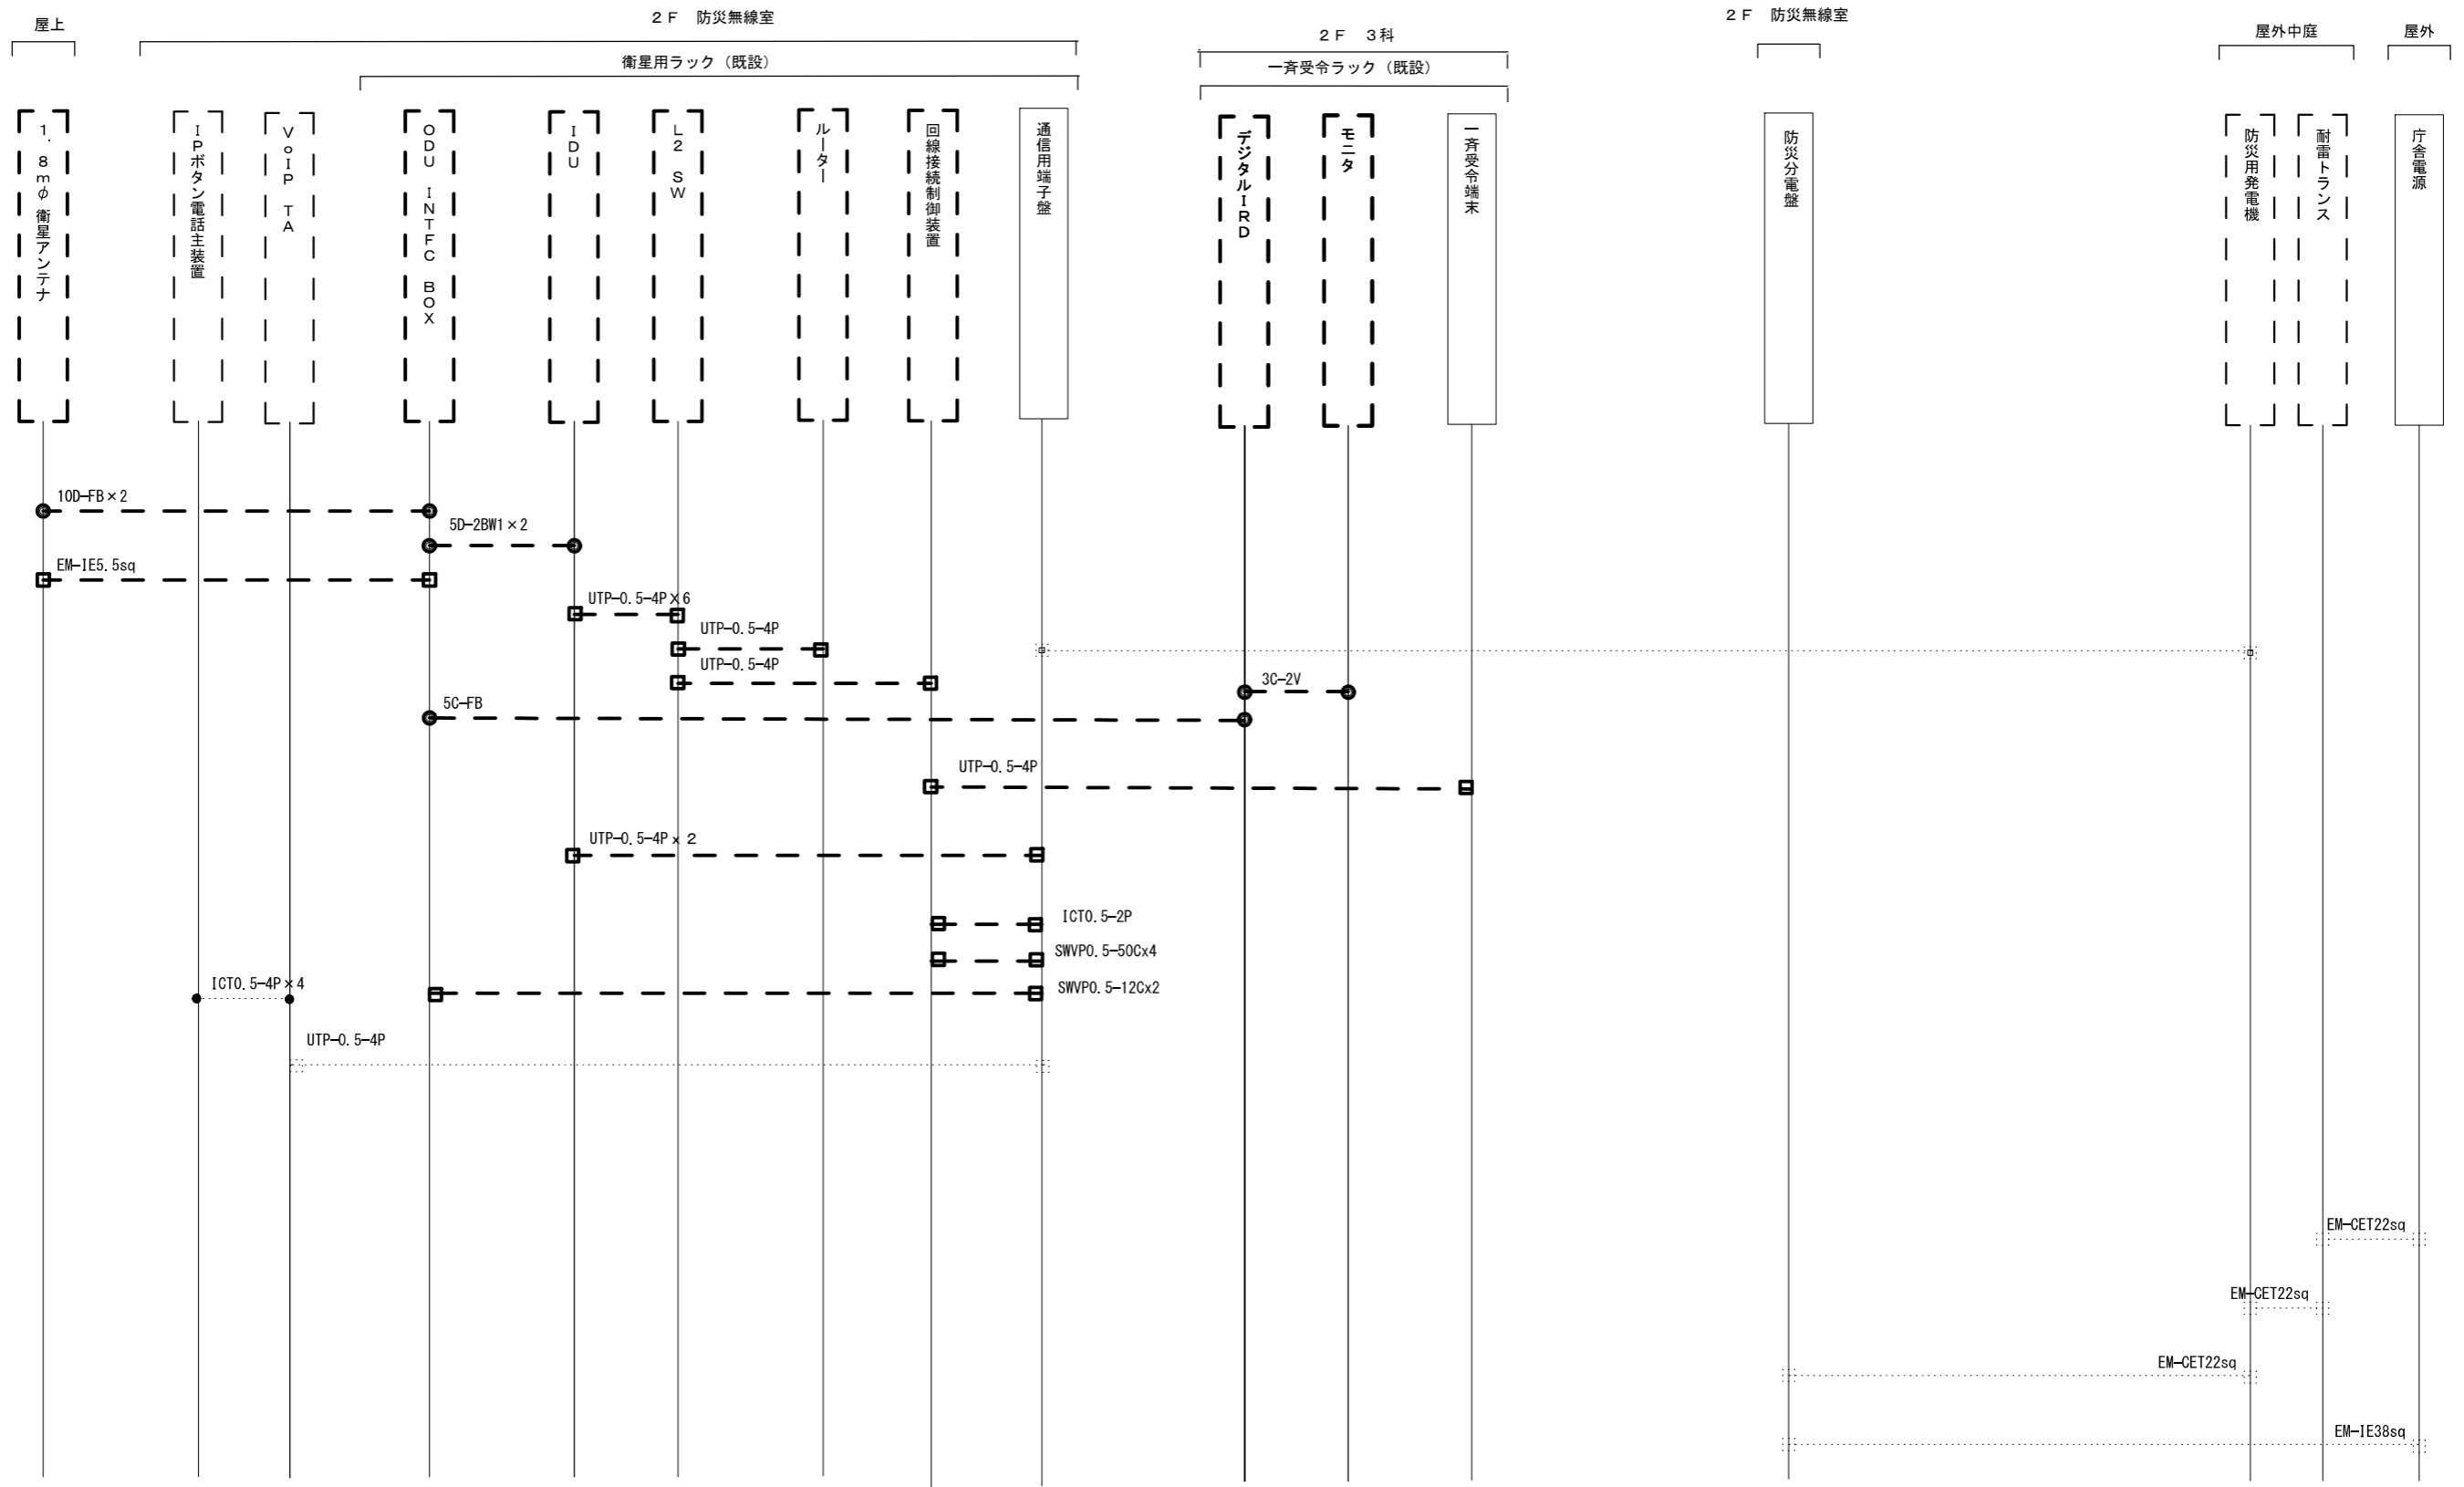 屋上
２Ｆ　防災無線室
衛星用ラック（既設）
２Ｆ　３科
一斉受令ラック（既設）
２Ｆ　防災無線室
屋外中庭
屋外
１．８ｍφ衛星アンテナ
ＩＰボタン電話主装置
ＶｏＩＰ　ＴＡ
ＯＤＵ　ＩＮＴＦＣ　ＢＯＸ
ＩＤＵ
Ｌ２　ＳＷ
ルーター
回線接続制御装置
通信用端子盤
デジタルＩＲＤ
モニタ
一斉受令端末
防災分電盤
防災用発電機
耐雷トランス
庁舎電源
10D-FB×2
5D-2BW1×2
EM-IE5.5sq
UTP-0.5-4P×6
UTP-0.5-4P
UTP-0.5-4P
3C-2V
5C-FB
UTP-0.5-4P
UTP-0.5-4P×２
ICT0.5-2P
SWVP0.5-50Cx4
ICT0.5-4P×4
SWVP0.5-12Cx2
UTP-0.5-4P
EM-CET22sq
EM-CET22sq
EM-CET22sq
EM-IE38sq